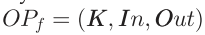 OP_f = (K, In, Out)